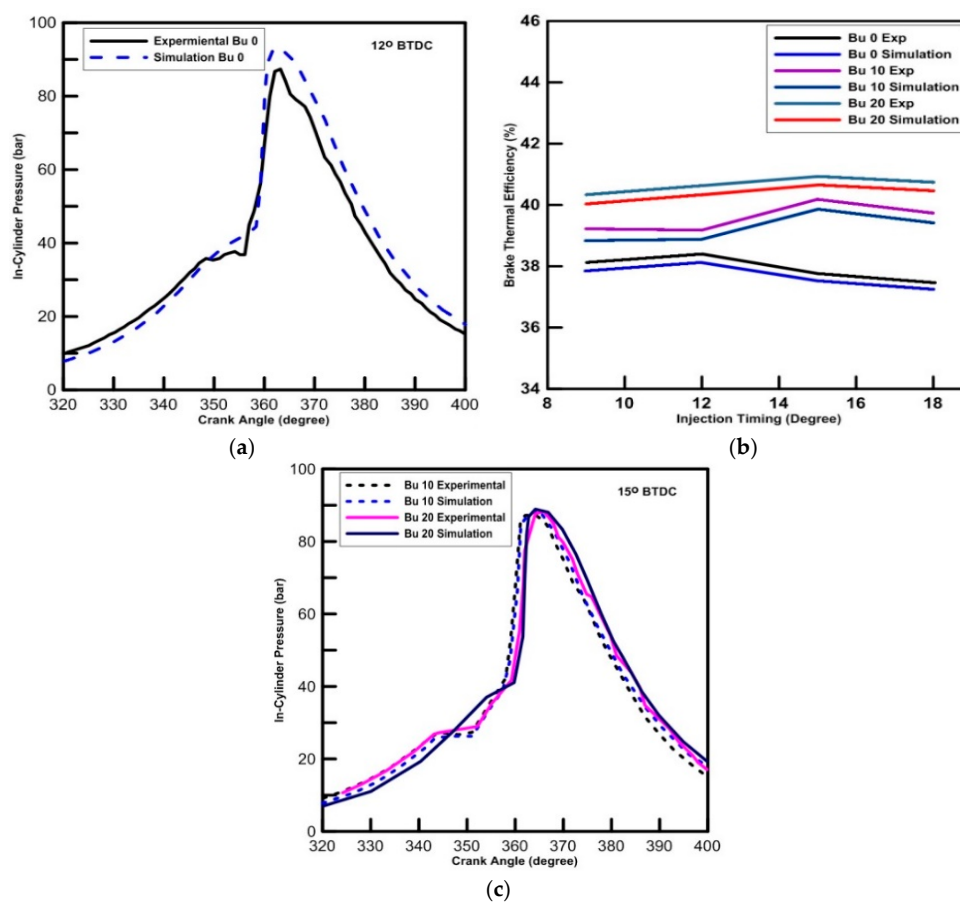 100
80
60
40
20
0
Expermiental Bu 0
Simulation Bu 0
12O BTDC
In-Cylinder Pressure (bar)
320 330 340 350 360 370 380 390 400
Crank Angle (degree)
(a)
46
44
42
40
38
36
34
Bu 0 Exp
Bu 0 Simulation
Bu 10 Exp
Bu 10 Simulation
Bu 20 Exp
Bu 20 Simulation
Brake Thermal Efficiency (%)
8 10 12 14 16 18
Injection Timing (Degree)
(b)
100
80
60
40
20
0
Bu 10 Experimental
Bu 10 Simulation
Bu 20 Experimental
Bu 20 Simulation
15O BTDC
In-Cylinder Pressure (bar)
320 330 340 350 360 370 380 390 400
Crank Angle (degree)
(c)